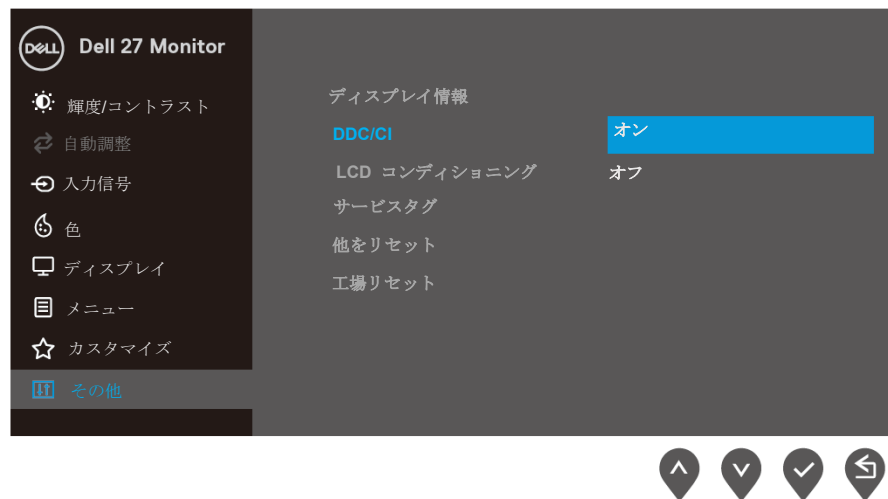 DELL
Dell 27 Monitor
輝度/コントラスト
自動調整
入力信号
色
ディスプレイ
メニュー
カスタマイズ
その他
ディスプレイ情報
DDC/CI
オン
LCD コンディショニング
オフ
サービスタグ
他をリセット
工場リセット